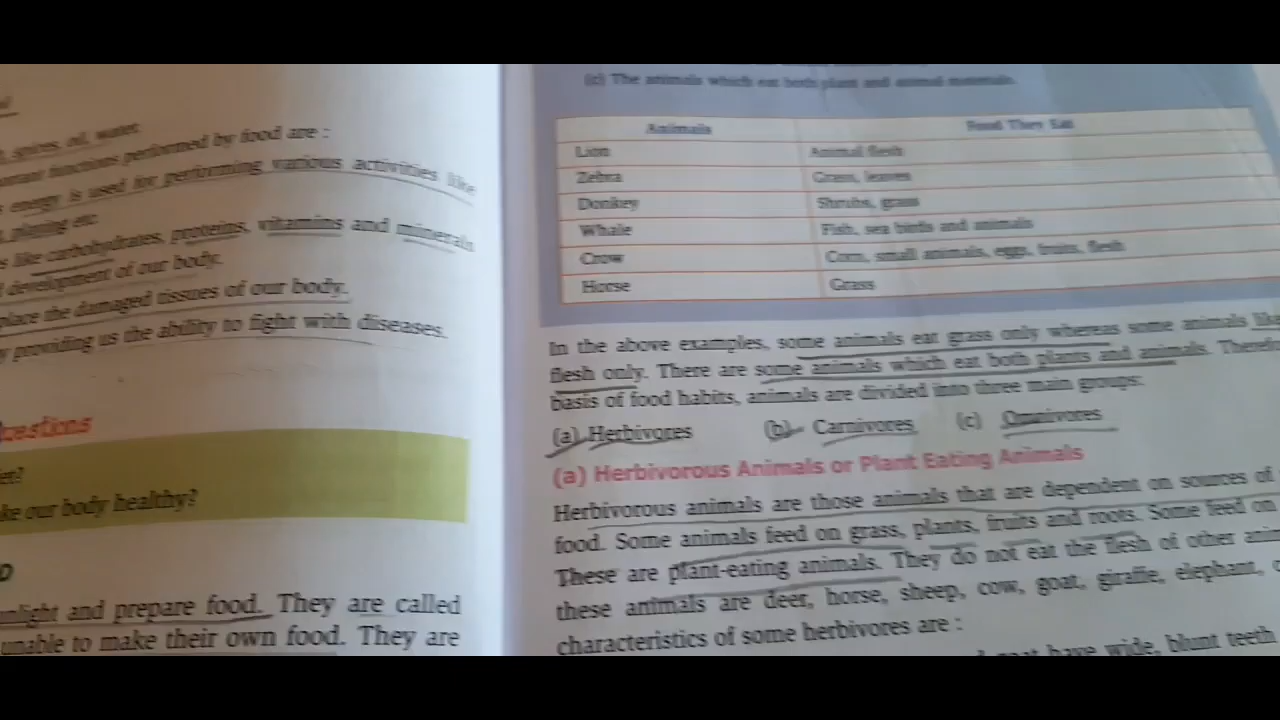 spices, oil, water.
functions performed by food are :
energy is used for performing various activities like
playing etc.
like carbohydrates, proteins, vitamins and minerals
development of our body.
place the damaged tissues of our body.
providing us the ability to fight with diseases.
estions
et?
ke our body healthy?
D
unlight and prepare food. They are called
unable to make their own food. They are
(c) The animals which eat both plant and animal materials.
Animals Food They Eat
Lion Animal flesh
Zebra Grass, leaves
Donkey Shrubs, grass
Whale Fish, sea birds and animals
Crow Corn, small animals, eggs, fruits, flesh
Horse Grass
In the above examples, some animals eat grass only whereas some animals
flesh only. There are some animals which eat both plants and animals.
basis of food habits, animals are divided into three main groups:
(a) Herbivores (b) Carnivores (c) Omnivores
(a) Herbivorous Animals or Plant Eating Animals
Herbivorous animals are those animals that are dependent on sources of
food. Some animals feed on grass, plants, fruits and roots. Some feed on
These are plant-eating animals. They do not eat the flesh of other
these animals are deer, horse, sheep, cow, goat, giraffe, elephant,
characteristics of some herbivores are :
have wide, blunt teeth